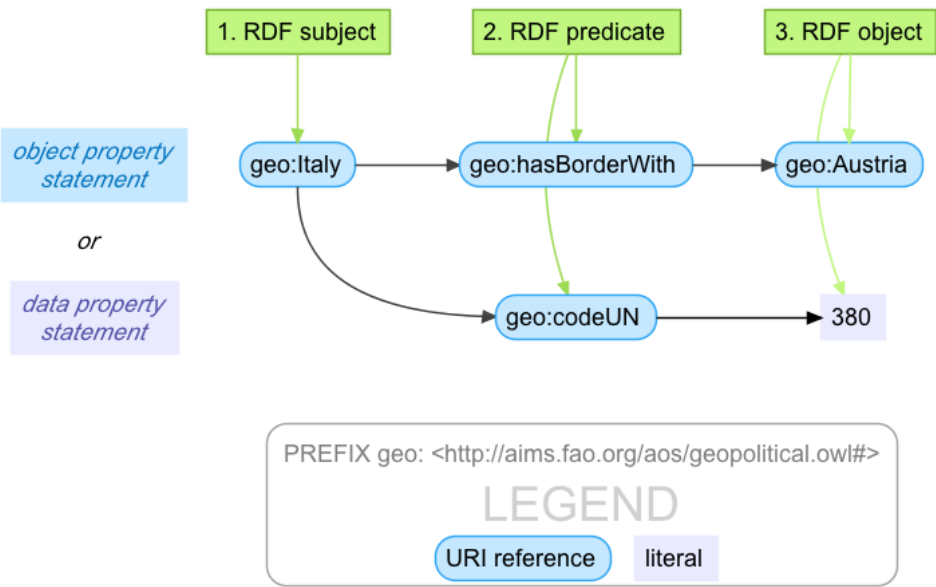 1. RDF subject
2. RDF predicate
3. RDF object
object property
statement
geo:Italy
geo:hasBorderWith
geo:Austria
or
data property
statement
geo:codeUN
380
PREFIX geo: <http://aims.fao.org/aos/geopolitical.owl#>
LEGEND
URI reference
literal